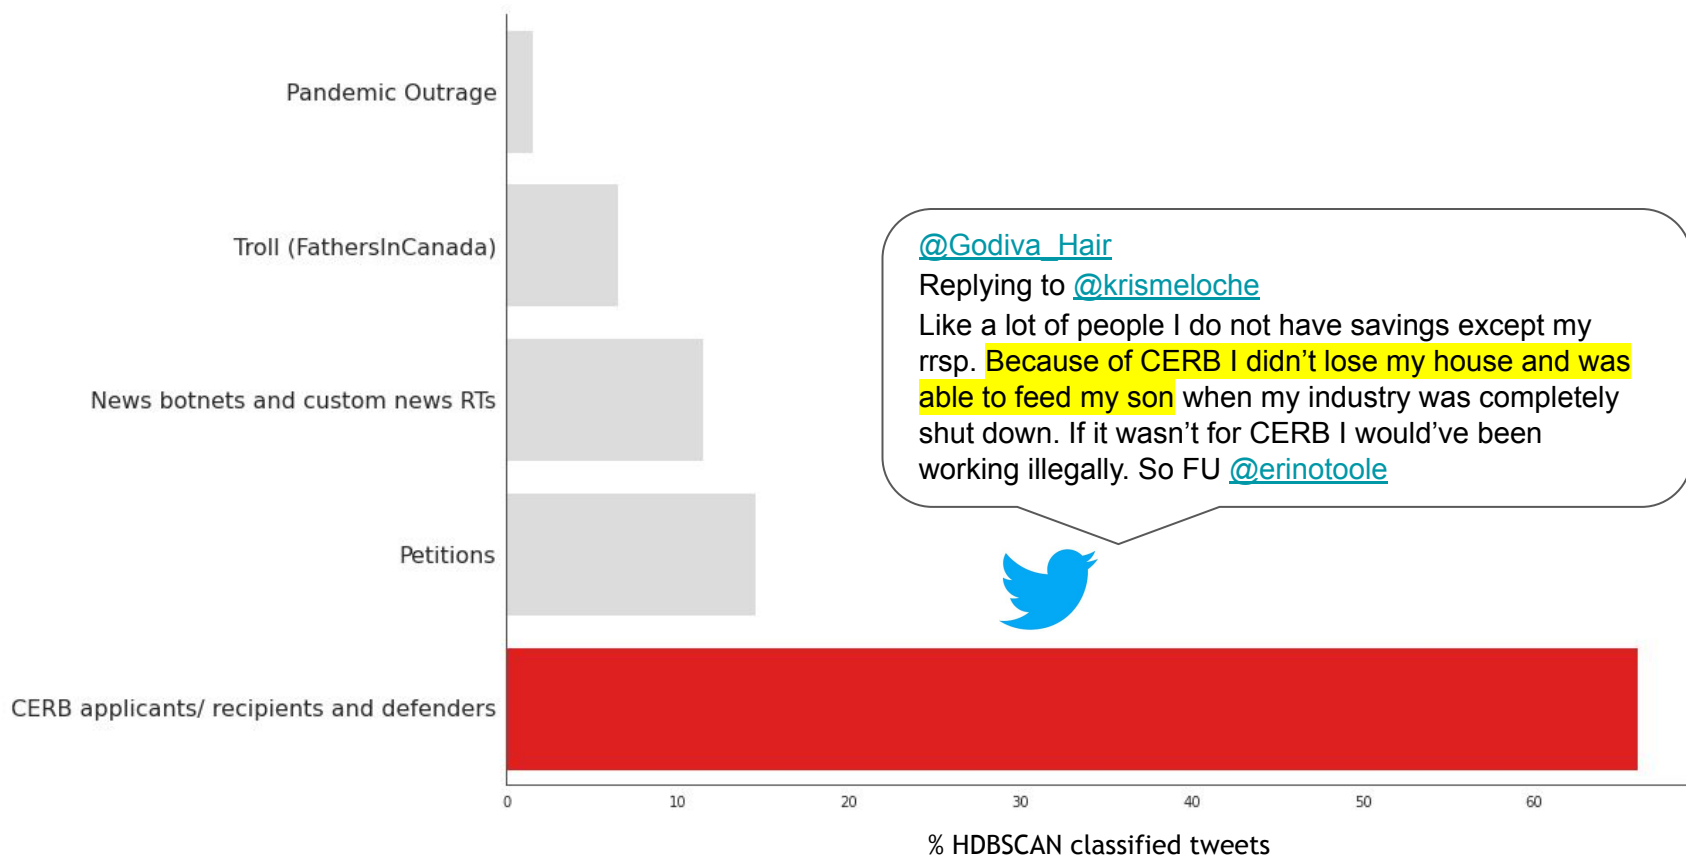 Pandemic Outrage
Troll (FathersInCanada)
News botnets and custom news RTs
Petitions
CERB applicants/ recipients and defenders
@Godiva_Hair
Replying to @krismeloche
Like a lot of people I do not have savings except my
rrsp. Because of CERB I didn’t lose my house and was
able to feed my son when my industry was completely
shut down. If it wasn’t for CERB I would’ve been
working illegally. So FU @erinotoole
0 10 20 30 40 50 60
% HDBSCAN classified tweets